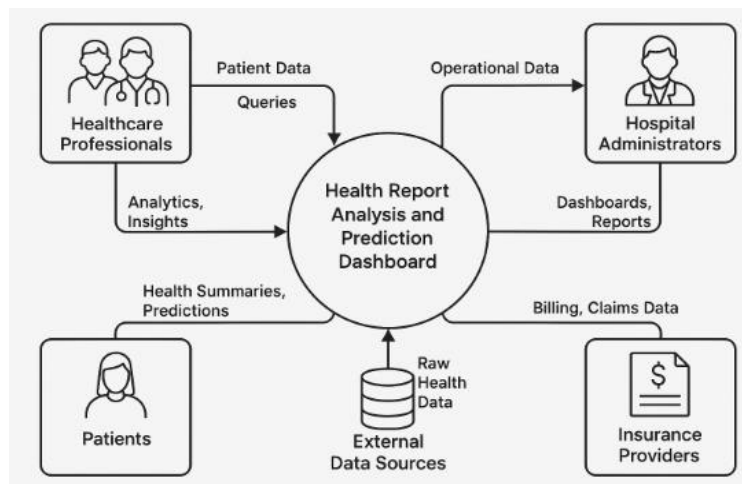 Healthcare
Professionals
Patient Data
Queries
Operational Data
Hospital
Administrators
Analytics,
Insights
Health Report
Analysis and
Prediction
Dashboard
Dashboards,
Reports
Health Summaries,
Predictions
Billing, Claims Data
Patients
Raw
Health
Data
External
Data Sources
$
Insurance
Providers